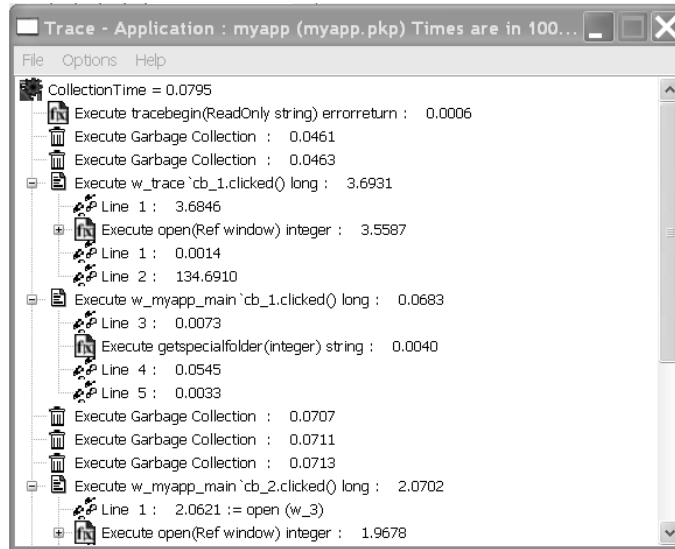 Trace - Application : myapp (myapp.pkp) Times are in 100...
File Options Help
CollectionTime = 0.0795
Execute tracebegin(ReadOnly string) errorreturn : 0.0006
Execute Garbage Collection : 0.0461
Execute Garbage Collection : 0.0463
Execute w_trace`cb_1.clicked() long : 3.6931
Line 1 : 3.6846
Execute open(Ref window) integer : 3.5587
Line 1 : 0.0014
Line 2 : 134.6910
Execute w_myapp_main`cb_1.clicked() long : 0.0683
Line 3 : 0.0073
Execute getspecialfolder(integer) string : 0.0040
Line 4 : 0.0545
Line 5 : 0.0033
Execute Garbage Collection : 0.0707
Execute Garbage Collection : 0.0711
Execute Garbage Collection : 0.0713
Execute w_myapp_main`cb_2.clicked() long : 2.0702
Line 1 : 2.0621 := open (w_3)
Execute open(Ref window) integer : 1.9678